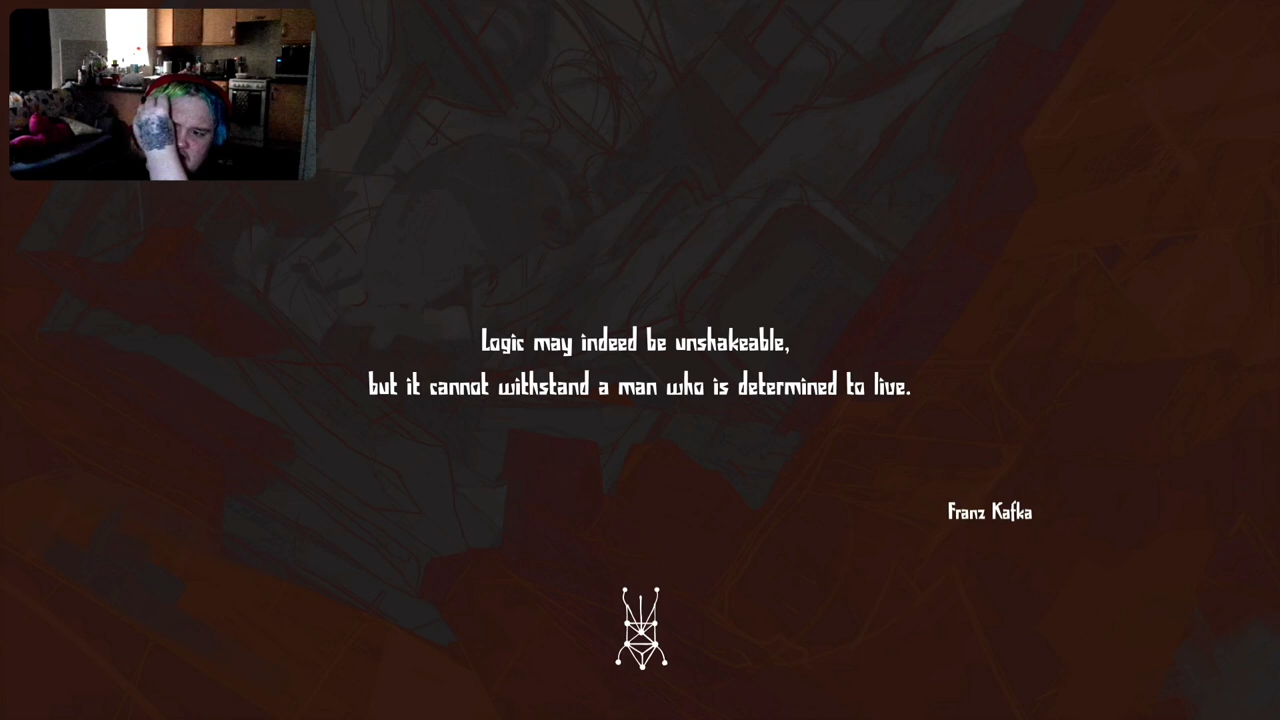 Logic may indeed be unshakeable,
but it cannot withstand a man who is determined to live.
Franz Kafka